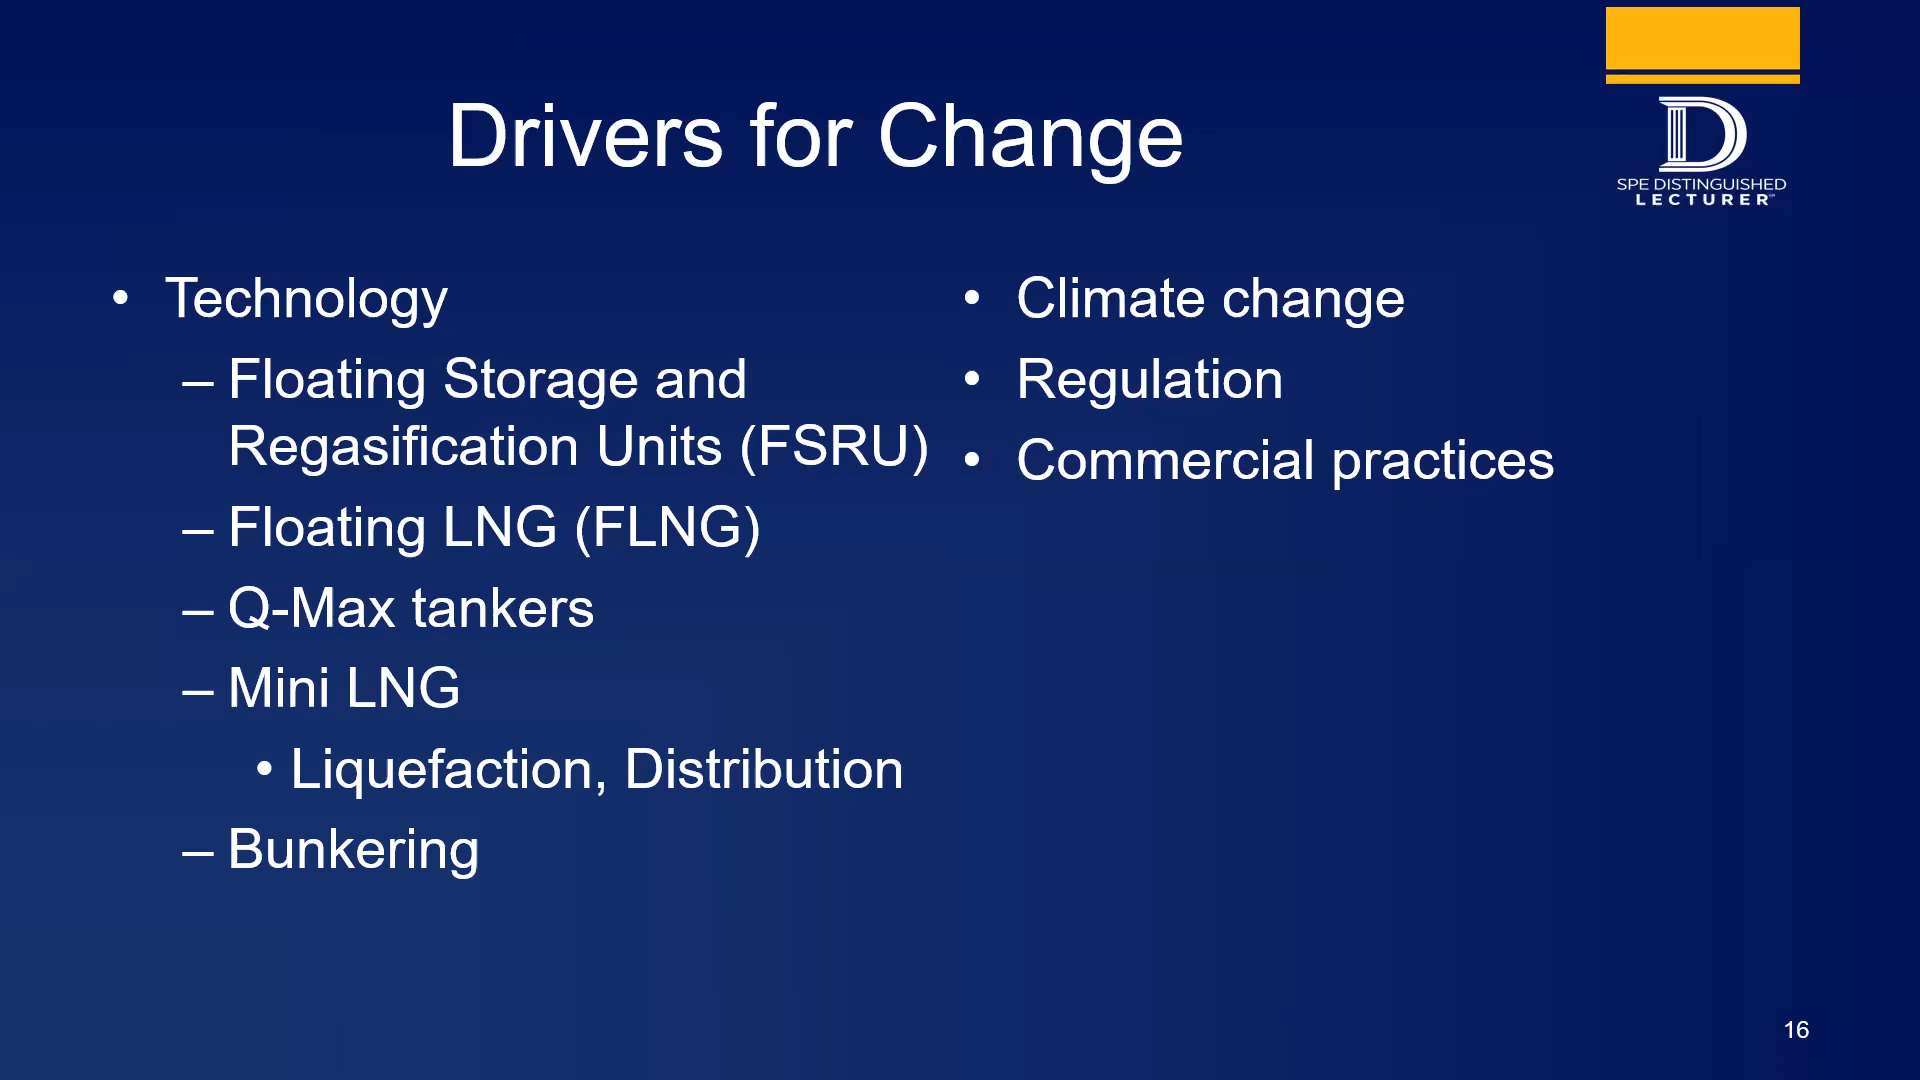 Drivers for Change
SPE DISTINGUISHED
LECTURER℠
• Technology
– Floating Storage and
Regasification Units (FSRU)
– Floating LNG (FLNG)
– Q-Max tankers
– Mini LNG
• Liquefaction, Distribution
– Bunkering
• Climate change
• Regulation
• Commercial practices
16